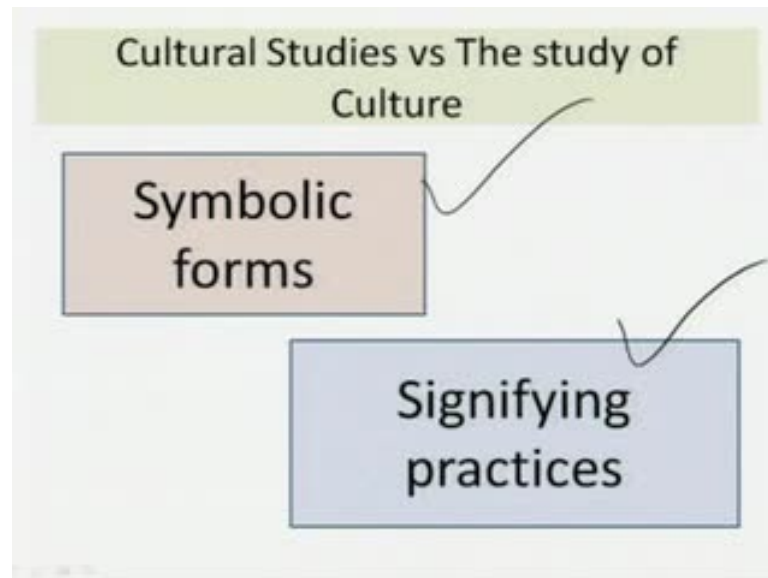 Cultural Studies vs The study of
Culture
Symbolic
forms
Signifying
practices